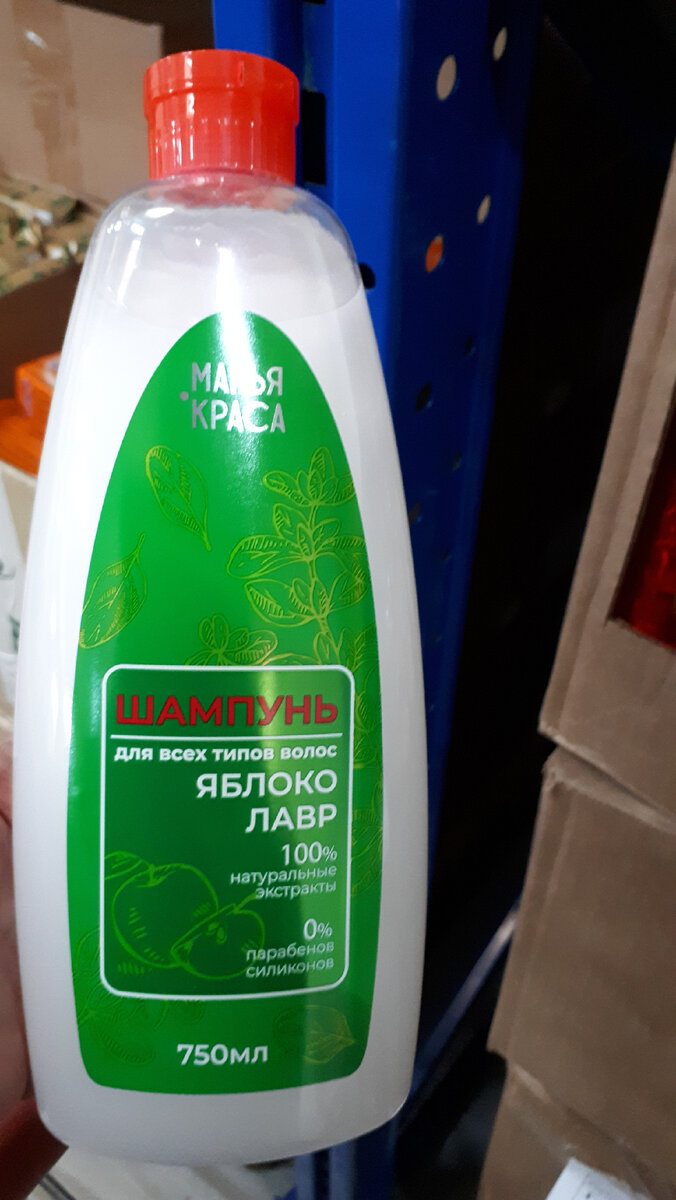 МАРЬЯ
КРАСА
ШАМПУНЬ
для всех типов волос
ЯБЛОКО
ЛАВР
100%
натуральные
экстракты
0%
парабенов
силиконов
750мл